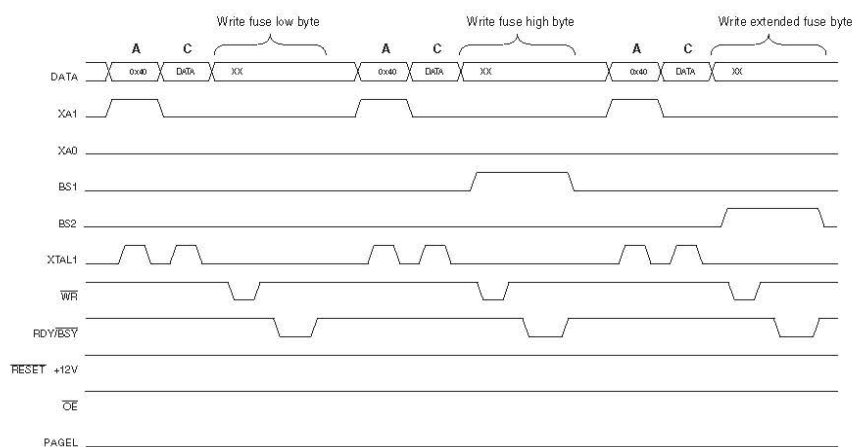 Write fuse low byte Write fuse high byte Write extended fuse byte
A C A C A C
DATA 0x40 DATA XX 0x40 DATA XX 0x40 DATA XX
XA1
XA0
BS1
BS2
XTAL1
WR
RDY/BSY
RESET +12V
OE
PAGEL